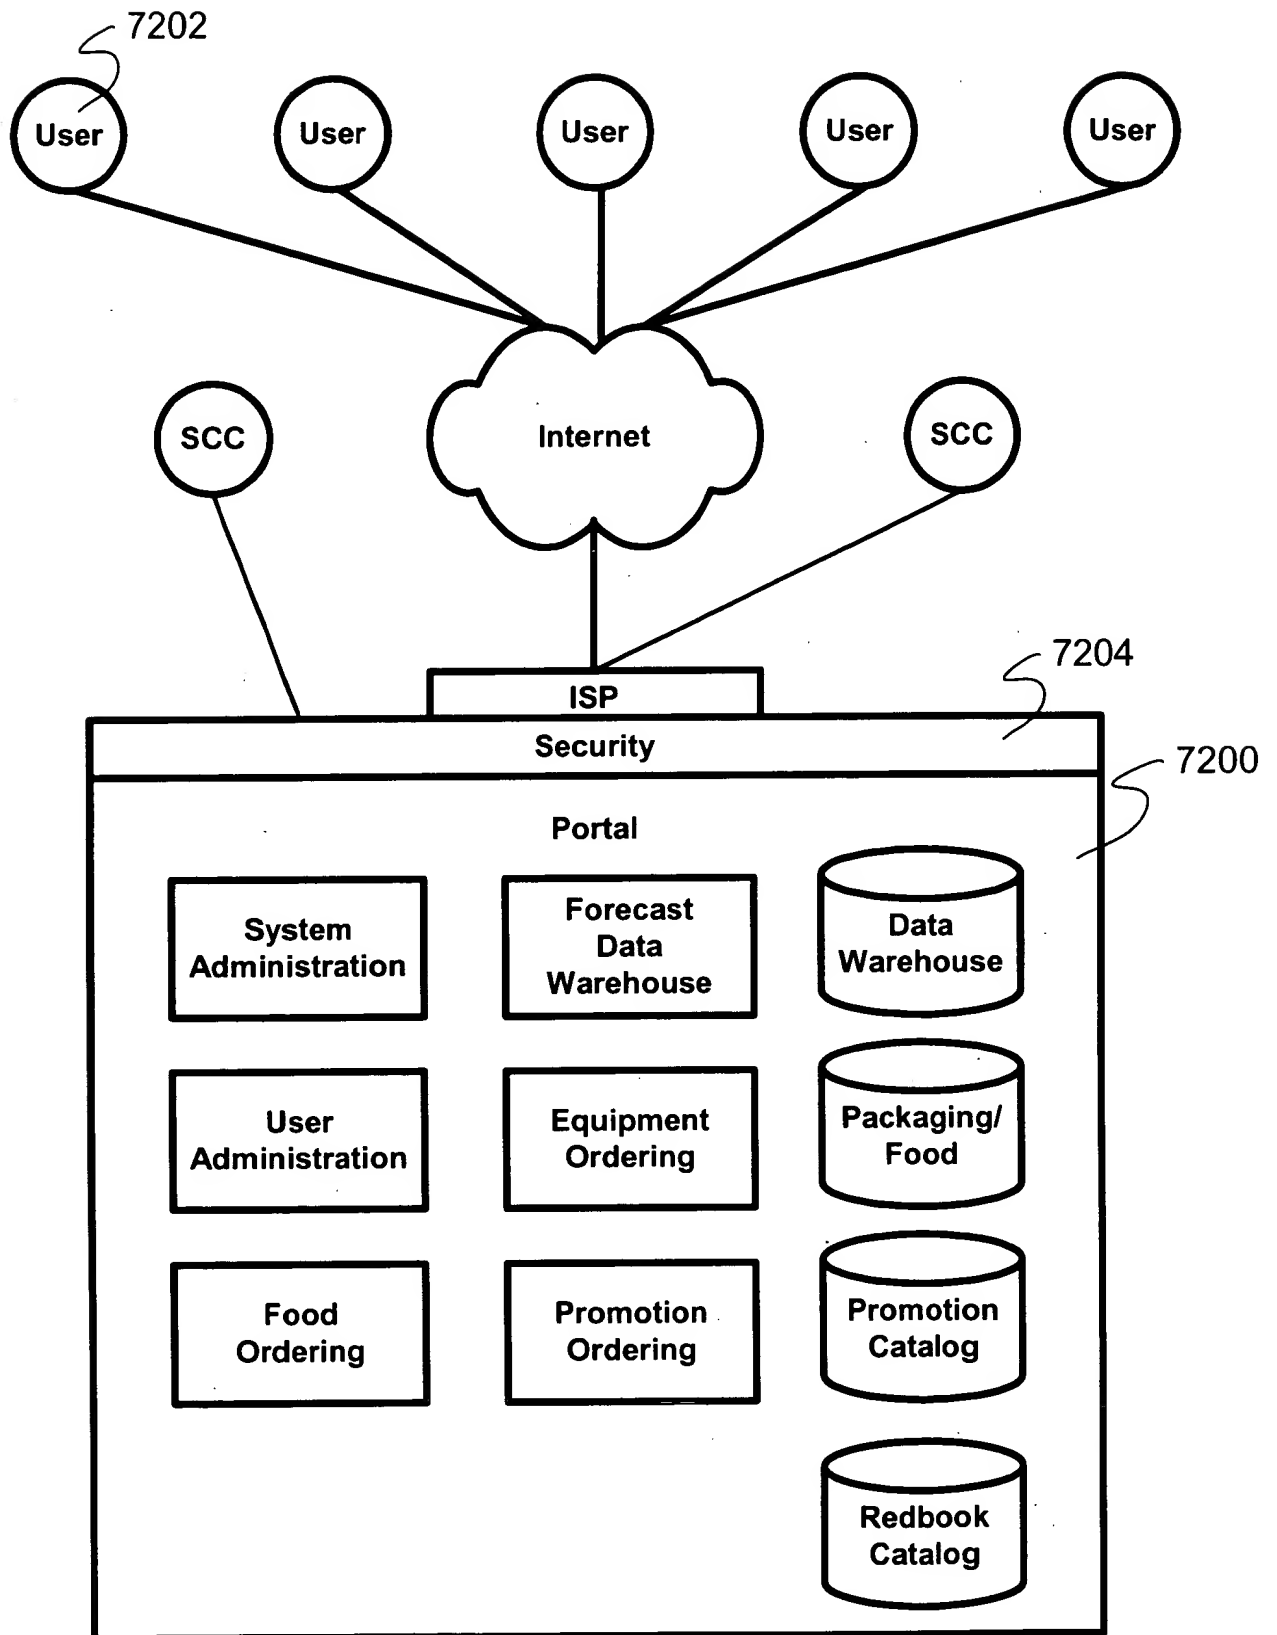 7202
User
User
User
User
User
SCC
Internet
SCC
7204
ISP
Security
7200
Portal
System
Administration
Forecast
Data
Warehouse
Data
Warehouse
User
Administration
Equipment
Ordering
Packaging/
Food
Food
Ordering
Promotion
Ordering
Promotion
Catalog
Redbook
Catalog